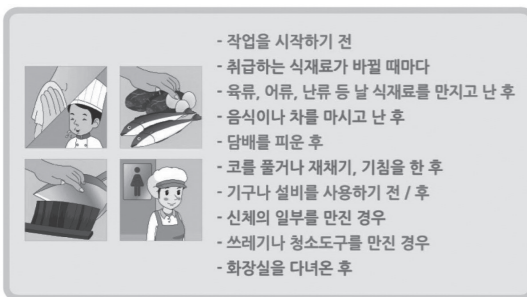 - 작업을 시작하기 전
- 취급하는 식재료가 바뀔 때마다
- 육류, 어류, 난류 등 날 식재료를 만지고 난 후
- 음식이나 차를 마시고 난 후
- 담배를 피운 후
- 코를 풀거나 재채기, 기침을 한 후
- 기구나 설비를 사용하기 전 / 후
- 신체의 일부를 만진 경우
- 쓰레기나 청소도구를 만진 경우
- 화장실을 다녀온 후